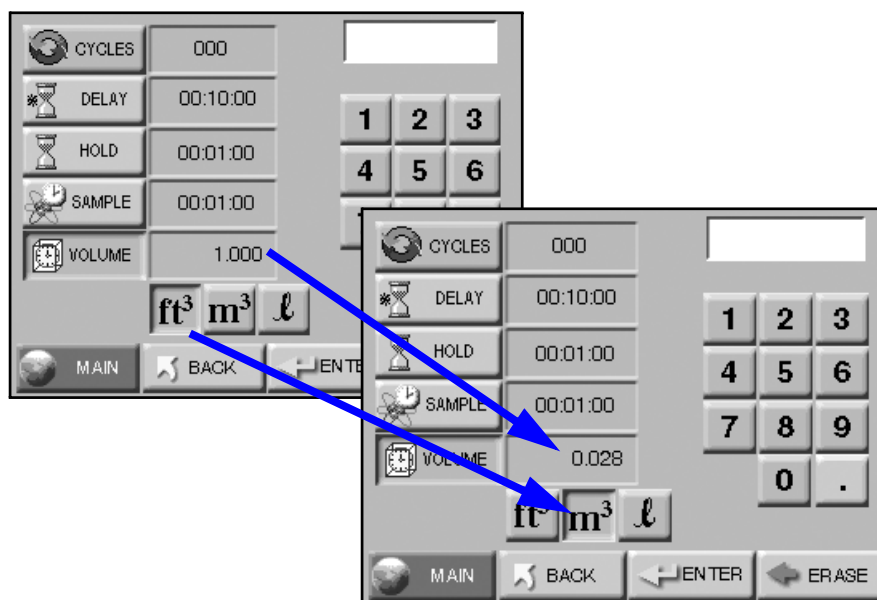 CYCLES 000
DELAY 00:10:00
HOLD 00:01:00
SAMPLE 00:01:00
VOLUME 1.000
ft³ m³ ℓ
MAIN BACK
1 2 3
4 5 6
CYCLES 000
DELAY 00:10:00
HOLD 00:01:00
SAMPLE 00:01:00
VOLUME 0.028
ft³ m³ ℓ
1 2 3
4 5 6
7 8 9
0 .
MAIN BACK ENTER ERASE